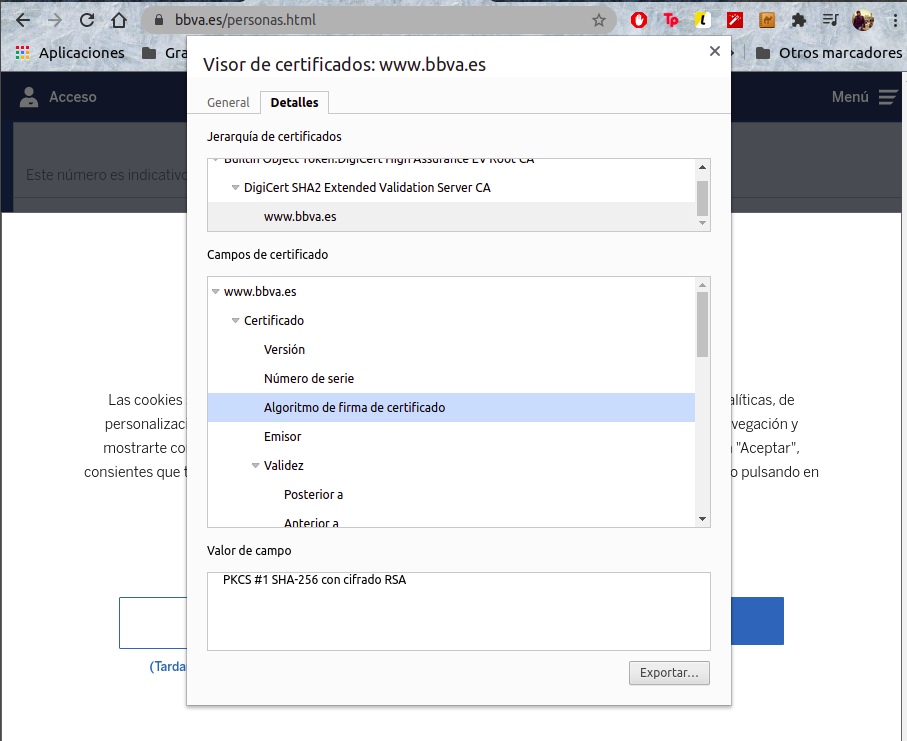 bbva.es/personas.html
Aplicaciones
Gra
Otros marcadores
Visor de certificados: www.bbva.es
Acceso
Menú
General
Detalles
Jerarquía de certificados
Este número es indicativo
Builtin Object Token:DigiCert High Assurance EV Root CA
DigiCert SHA2 Extended Validation Server CA
www.bbva.es
Campos de certificado
www.bbva.es
Certificado
Versión
Número de serie
Algoritmo de firma de certificado
Emisor
Validez
Posterior a
Anterior a
Las cookies
alíticas, de
personalizac
vegación y
mostrarte co
"Aceptar",
consientes que t
o pulsando en
Valor de campo
PKCS #1 SHA-256 con cifrado RSA
(Tarda
Exportar...